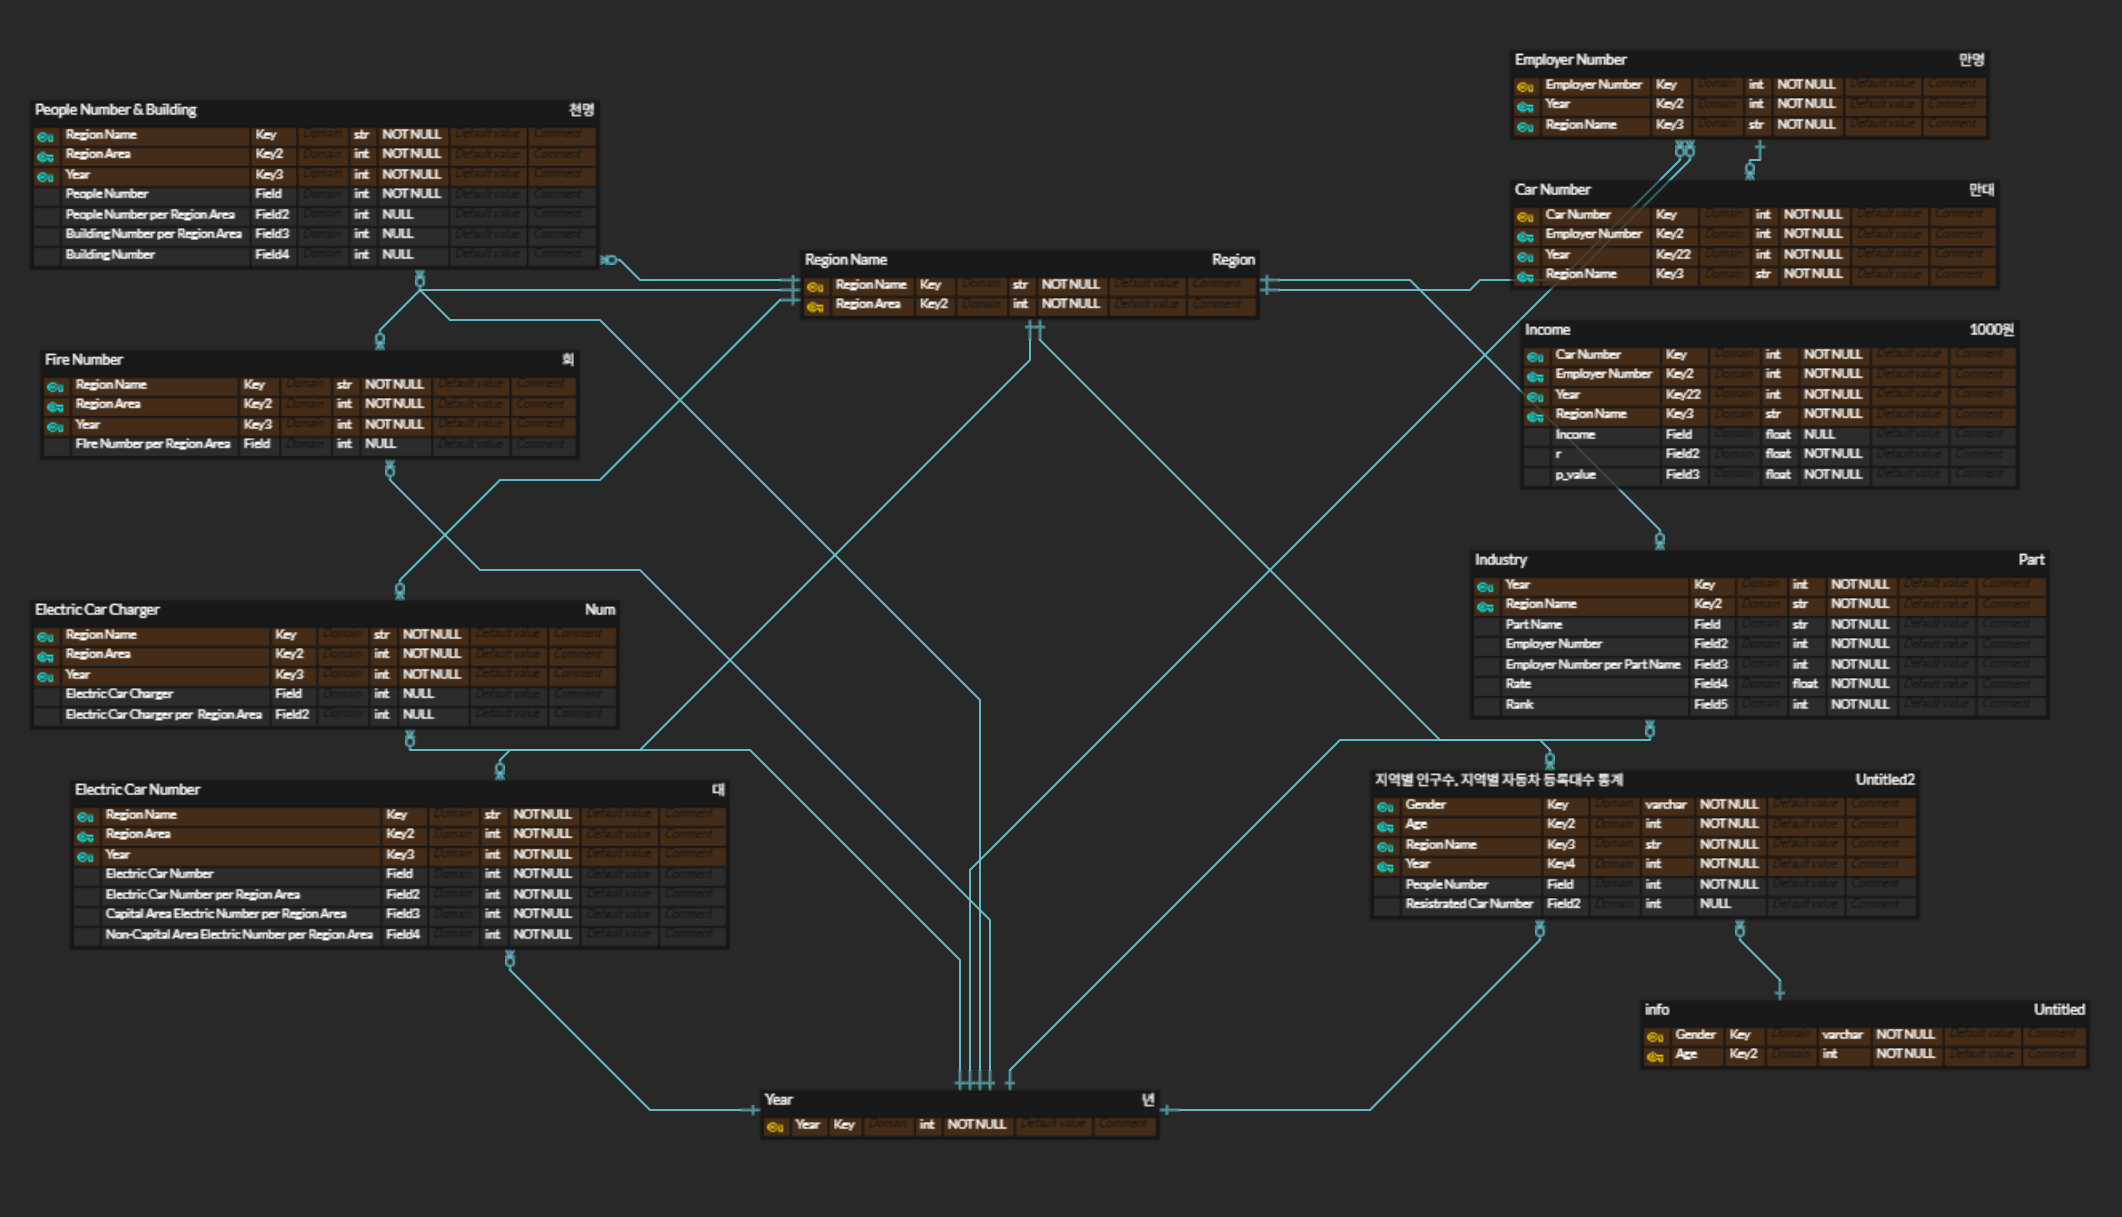 People Number & Building 천명
Region Name Key Domain str NOT NULL Default value Comment
Region Area Key2 Domain int NOT NULL Default value Comment
Year Key3 Domain int NOT NULL Default value Comment
People Number Field Domain int NOT NULL Default value Comment
People Number per Region Area Field2 Domain int NULL Default value Comment
Building Number per Region Area Field3 Domain int NULL Default value Comment
Building Number Field4 Domain int NULL Default value Comment
Fire Number 회
Region Name Key Domain str NOT NULL Default value Comment
Region Area Key2 Domain int NOT NULL Default value Comment
Year Key3 Domain int NOT NULL Default value Comment
FIre Number per Region Area Field Domain int NULL Default value Comment
Electric Car Charger Num
Region Name Key Domain str NOT NULL Default value Comment
Region Area Key2 Domain int NOT NULL Default value Comment
Year Key3 Domain int NOT NULL Default value Comment
Electric Car Charger Field Domain int NULL Default value Comment
Electric Car Charger per Region Area Field2 Domain int NULL Default value Comment
Electric Car Number 대
Region Name Key Domain str NOT NULL Default value Comment
Region Area Key2 Domain int NOT NULL Default value Comment
Year Key3 Domain int NOT NULL Default value Comment
Electric Car Number Field Domain int NOT NULL Default value Comment
Electric Car Number per Region Area Field2 Domain int NOT NULL Default value Comment
Capital Area Electric Number per Region Area Field3 Domain int NOT NULL Default value Comment
Non-Capital Area Electric Number per Region Area Field4 Domain int NOT NULL Default value Comment
Region Name Region
Region Name Key Domain str NOT NULL Default value Comment
Region Area Key2 Domain int NOT NULL Default value Comment
Year 년
Year Key Domain int NOT NULL Default value Comment
Employer Number 만명
Employer Number Key Domain int NOT NULL Default value Comment
Year Key2 Domain int NOT NULL Default value Comment
Region Name Key3 Domain str NOT NULL Default value Comment
Car Number 만대
Car Number Key Domain int NOT NULL Default value Comment
Employer Number Key2 Domain int NOT NULL Default value Comment
Year Key22 Domain int NOT NULL Default value Comment
Region Name Key3 Domain str NOT NULL Default value Comment
Income 1000원
Car Number Key Domain int NOT NULL Default value Comment
Employer Number Key2 Domain int NOT NULL Default value Comment
Year Key22 Domain int NOT NULL Default value Comment
Region Name Key3 Domain str NOT NULL Default value Comment
Income Field Domain float NULL Default value Comment
r Field2 Domain float NOT NULL Default value Comment
p_value Field3 Domain float NOT NULL Default value Comment
Industry Part
Year Key Domain int NOT NULL Default value Comment
Region Name Key2 Domain str NOT NULL Default value Comment
Part Name Field Domain str NOT NULL Default value Comment
Employer Number Field2 Domain int NOT NULL Default value Comment
Employer Number per Part Name Field3 Domain int NOT NULL Default value Comment
Rate Field4 Domain float NOT NULL Default value Comment
Rank Field5 Domain int NOT NULL Default value Comment
지역별 인구수, 지역별 자동차 등록대수 통계 Untitled2
Gender Key Domain varchar NOT NULL Default value Comment
Age Key2 Domain int NOT NULL Default value Comment
Region Name Key3 Domain str NOT NULL Default value Comment
Year Key4 Domain int NOT NULL Default value Comment
People Number Field Domain int NOT NULL Default value Comment
Resistrated Car Number Field2 Domain int NULL Default value Comment
info Untitled
Gender Key Domain varchar NOT NULL Default value Comment
Age Key2 Domain int NOT NULL Default value Comment